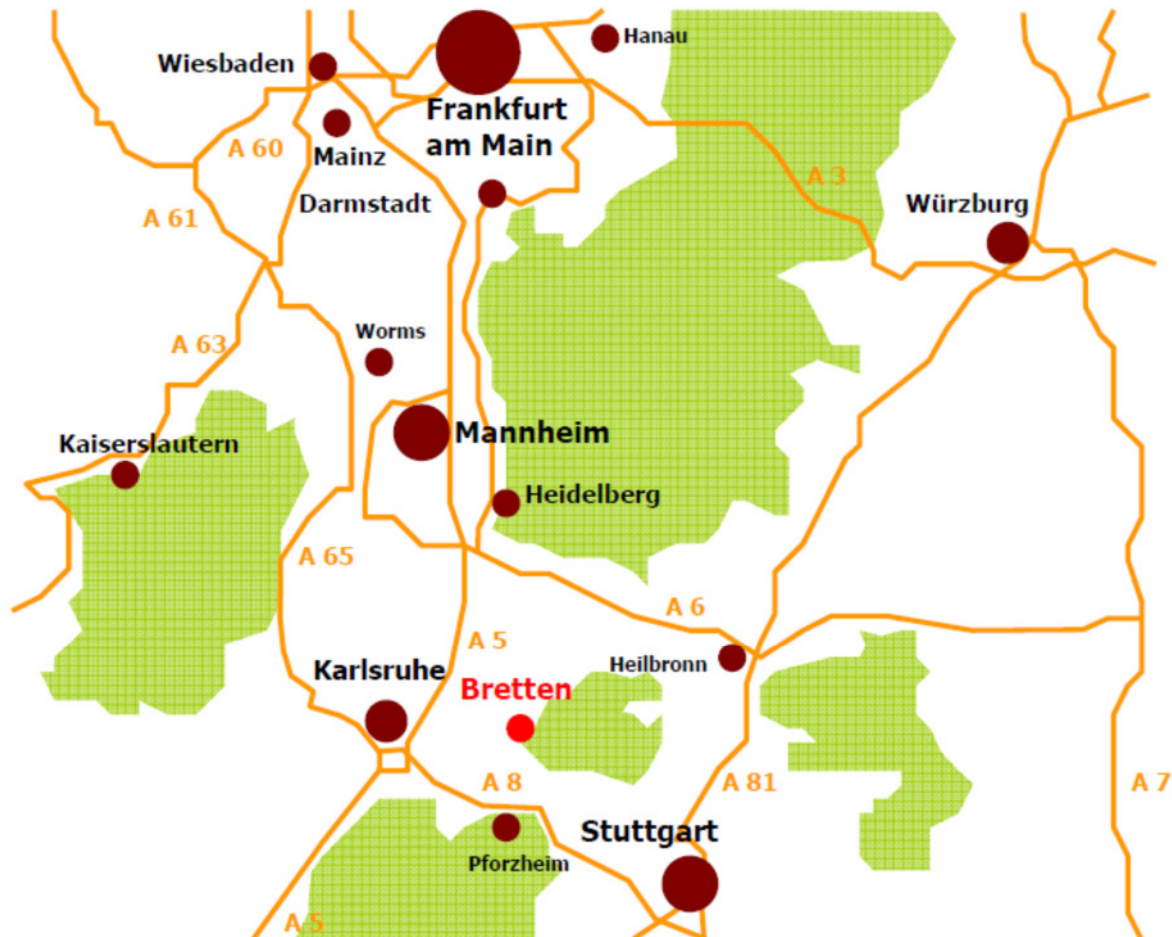 Hanau
Wiesbaden
Frankfurt
am Main
A 60
Mainz
A 3
Darmstadt
Würzburg
A 61
Worms
A 63
Mannheim
Kaiserslautern
Heidelberg
A 65
A 6
A 5
Heilbronn
Karlsruhe
Bretten
A 8
A 81
A 7
Stuttgart
Pforzheim
A 5